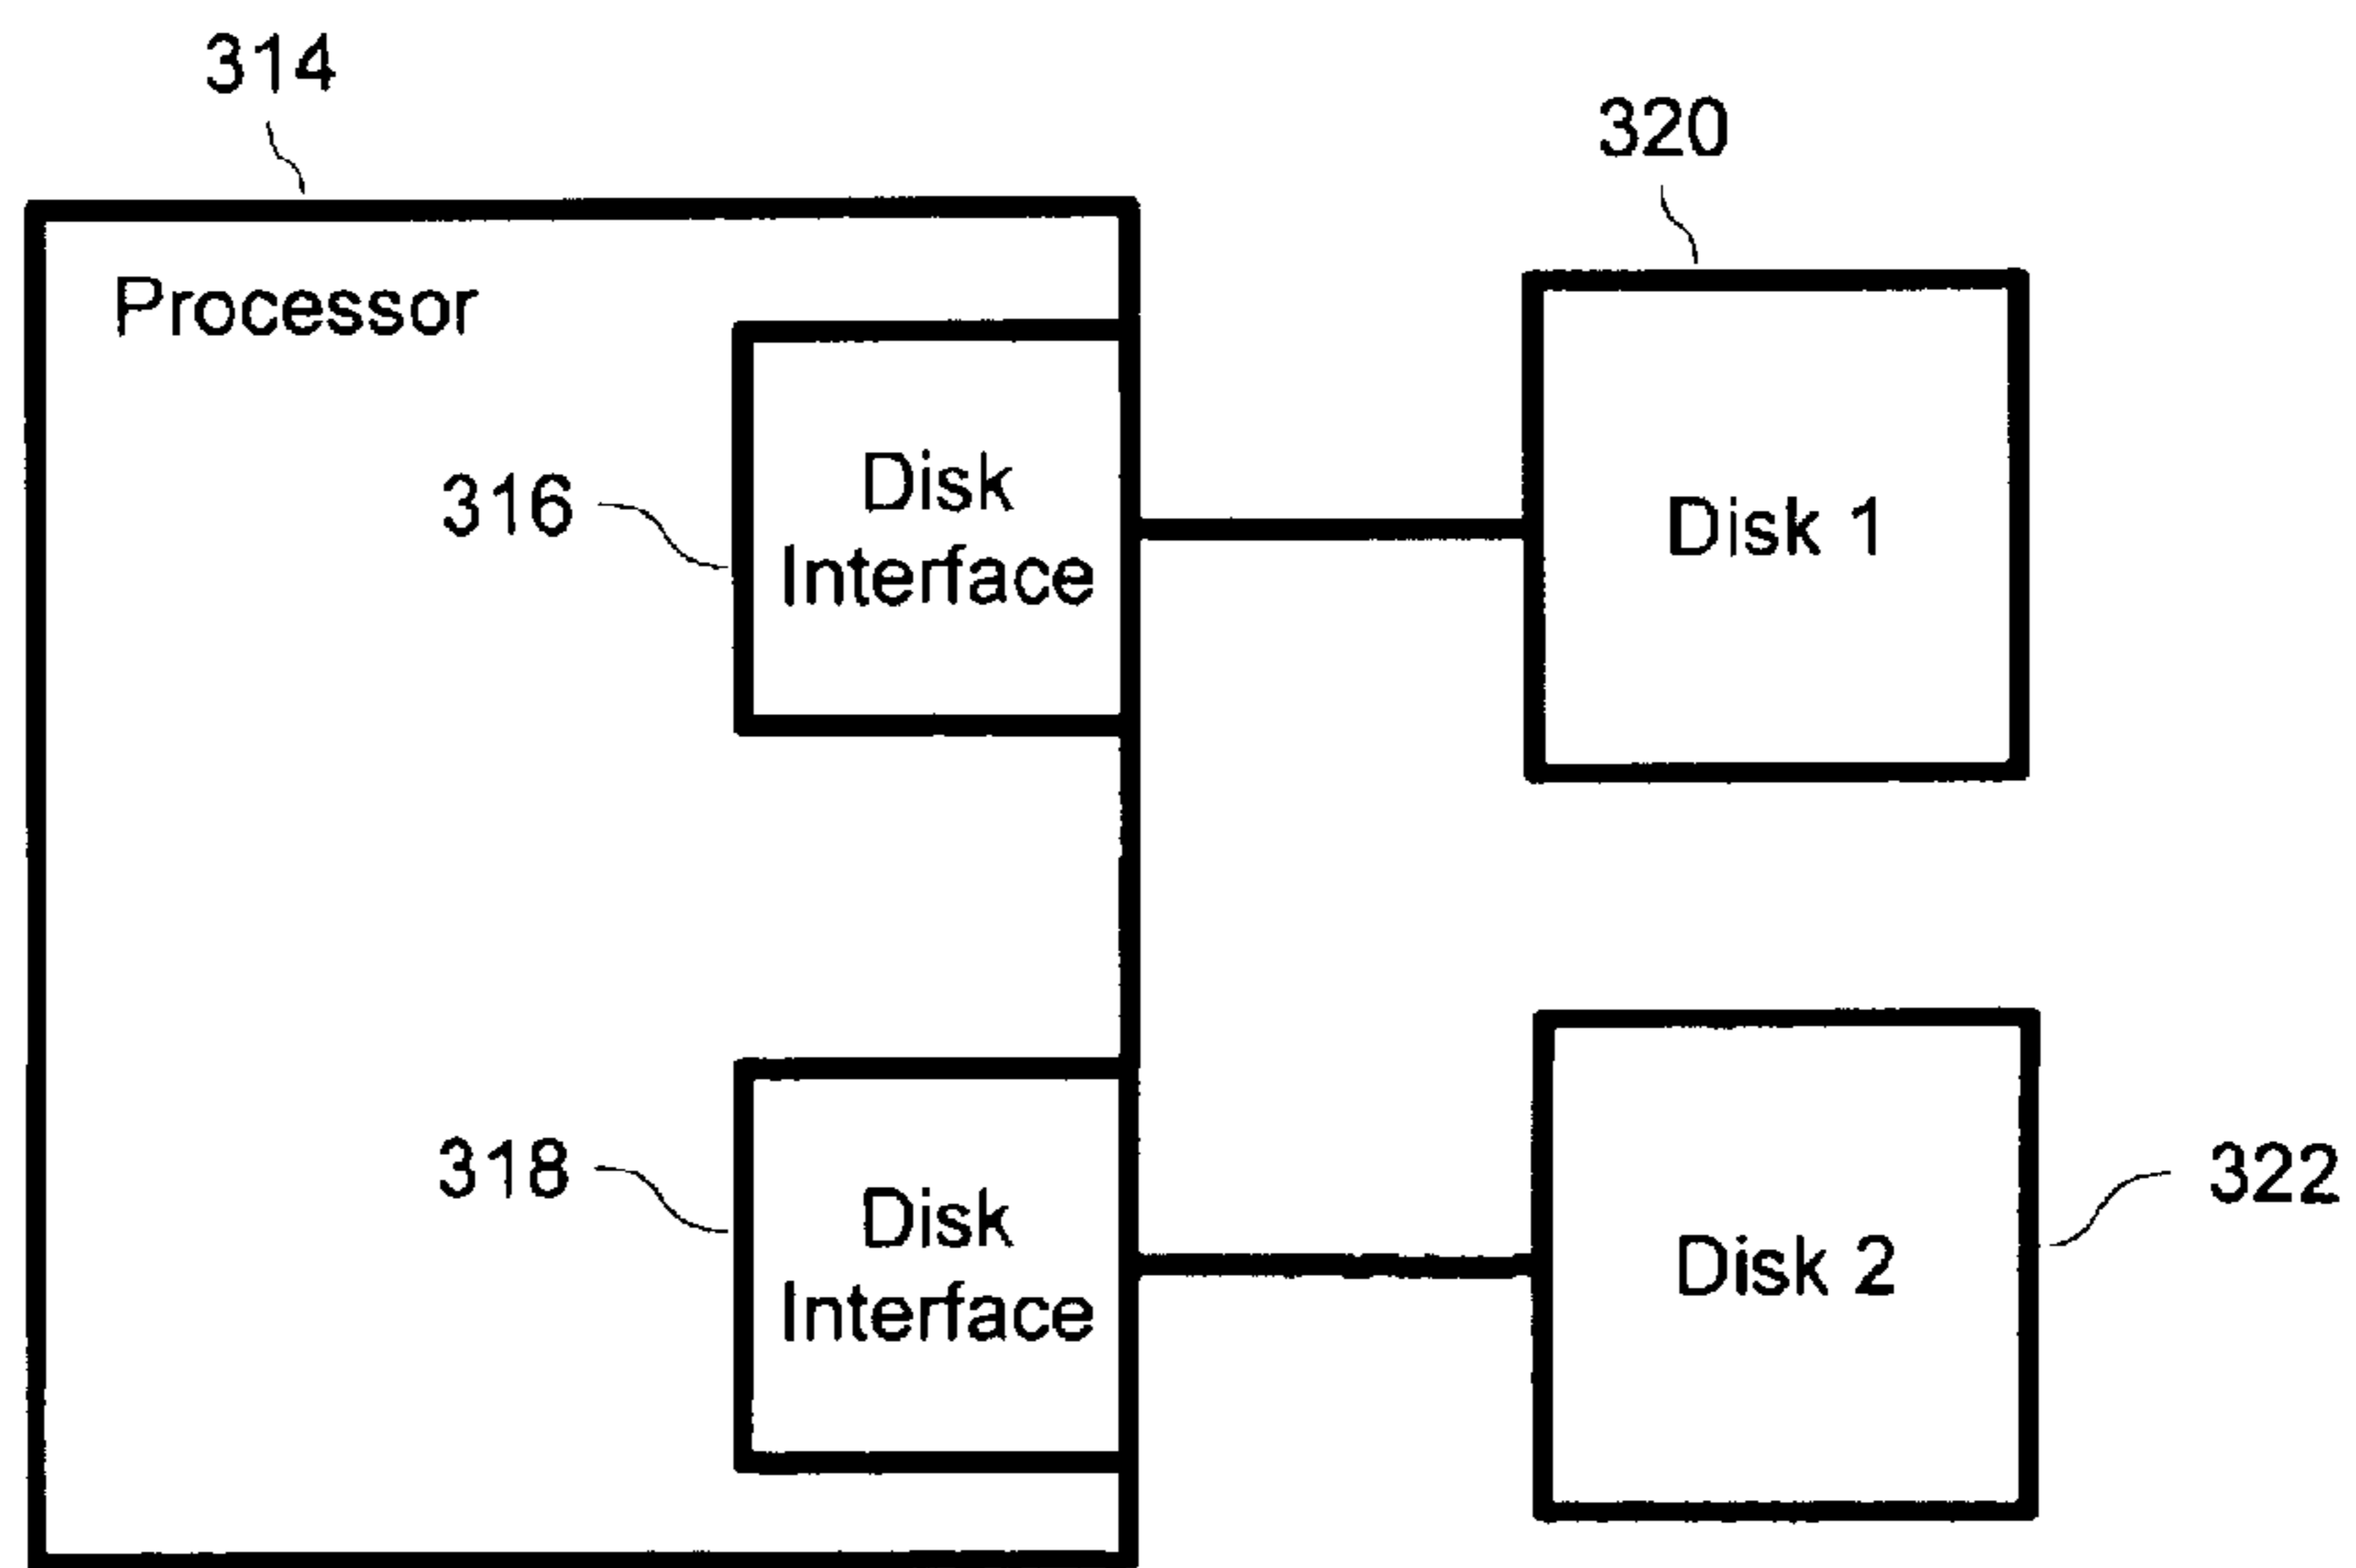 314
320
Processor
316
Disk
Interface
Disk 1
318
Disk
Interface
322
Disk 2